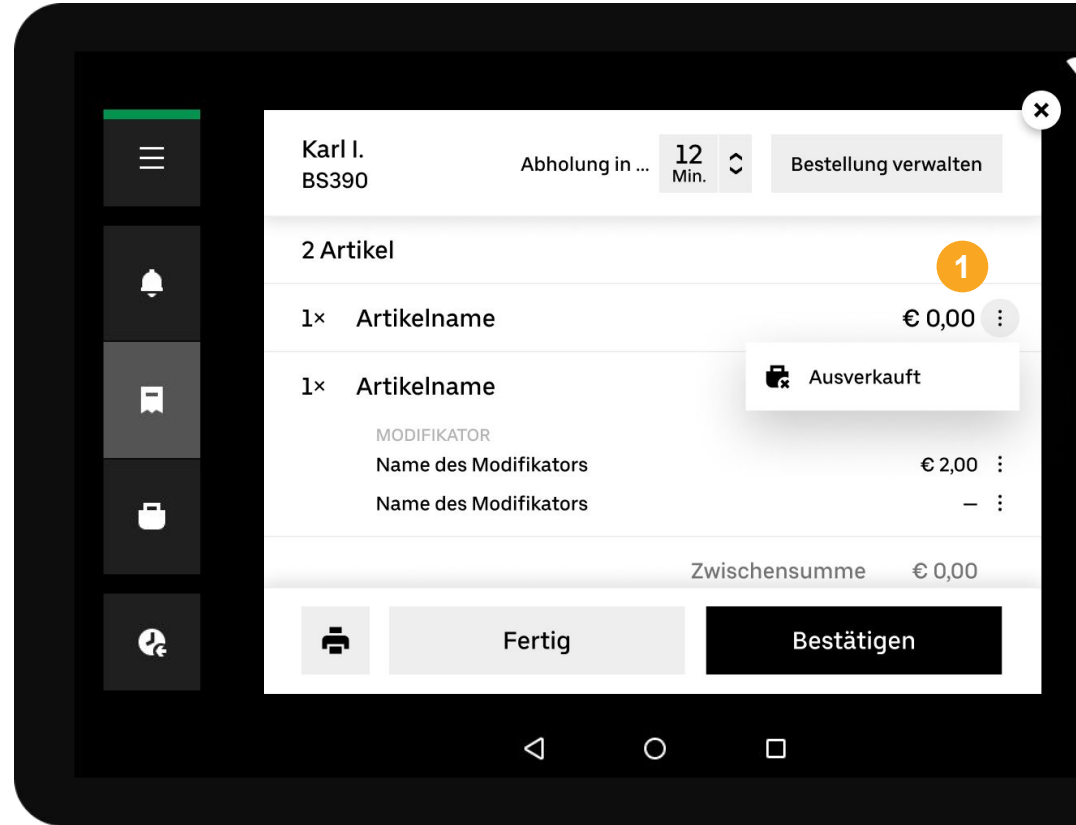 Karl I.
BS390
Abholung in ...
12
Min.
Bestellung verwalten
2 Artikel
1
1× Artikelname € 0,00
Ausverkauft
1× Artikelname
MODIFIKATOR
Name des Modifikators € 2,00
Name des Modifikators –
Zwischensumme € 0,00
Fertig
Bestätigen